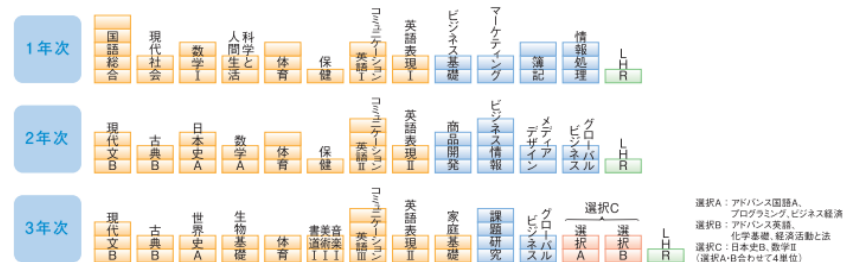 1年次
国語総合
現代社会
数学Ⅰ
科学と
人間生活
体育
保健
コミュニケーション
英語Ⅰ
英語表現Ⅰ
ビジネス基礎
マーケティング
簿記
情報処理
LHR
2年次
現代文B
古典B
日本史A
数学A
体育
保健
コミュニケーション
英語Ⅱ
英語表現Ⅱ
商品開発
ビジネス情報
メディア
デザイン
グローバル
ビジネス
LHR
3年次
現代文B
古典B
世界史A
生物基礎
体育
音楽Ⅰ
美術Ⅰ
書道Ⅰ
コミュニケーション
英語Ⅲ
英語表現Ⅱ
家庭基礎
課題研究
グローバル
ビジネス
選択C
選択A
選択B
LHR
選択A：アドバンス国語A、
プログラミング、ビジネス経済
選択B：アドバンス英語、
化学基礎、経済活動と法
選択C：日本史B、数学Ⅱ
（選択A・B合わせて4単位）